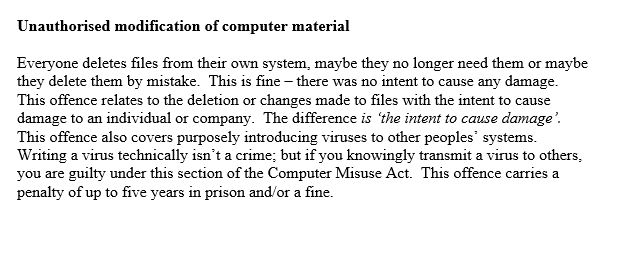 Unauthorised modification of computer material
Everyone deletes files from their own system, maybe they no longer need them or maybe
they delete them by mistake.  This is fine – there was no intent to cause any damage.
This offence relates to the deletion or changes made to files with the intent to cause
damage to an individual or company.  The difference is ‘the intent to cause damage’.
This offence also covers purposely introducing viruses to other peoples’ systems.
Writing a virus technically isn’t a crime; but if you knowingly transmit a virus to others,
you are guilty under this section of the Computer Misuse Act.  This offence carries a
penalty of up to five years in prison and/or a fine.